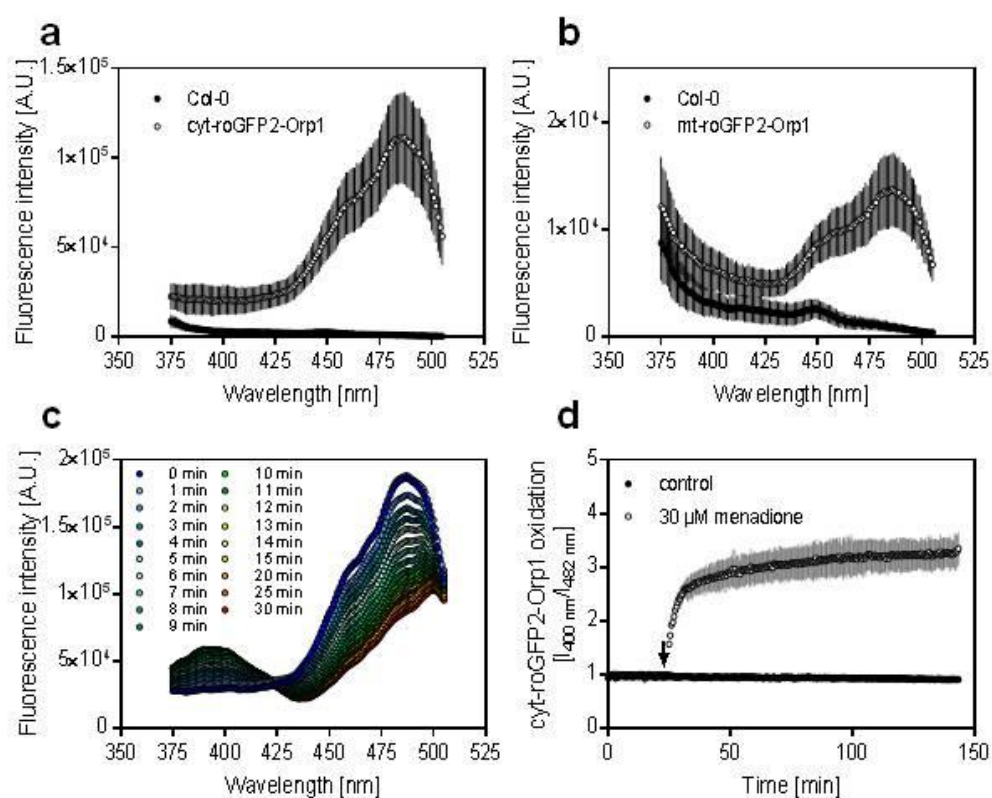 a
Fluorescence intensity [A.U.]
1.5×10⁵
1×10⁵
5×10⁴
0
Col-0
cyt-roGFP2-Orp1
350 375 400 425 450 475 500 525
Wavelength [nm]
b
Fluorescence intensity [A.U.]
2×10⁴
1×10⁴
0
Col-0
mt-roGFP2-Orp1
350 375 400 425 450 475 500 525
Wavelength [nm]
c
Fluorescence intensity [A.U.]
2×10⁵
1.5×10⁵
1×10⁵
5×10⁴
0
0 min 10 min
1 min 11 min
2 min 12 min
3 min 13 min
4 min 14 min
5 min 15 min
6 min 20 min
7 min 25 min
8 min 30 min
9 min
350 375 400 425 450 475 500 525
Wavelength [nm]
d
cyt-roGFP2-Orp1 oxidation
[I400 nm/I482 nm]
5
4
3
2
1
0
control
30 µM menadione
0 50 100 150
Time [min]